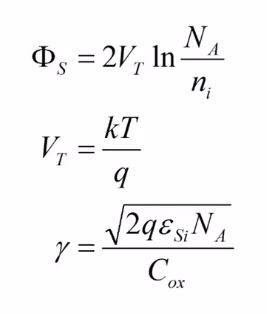 Φ_S = 2V_T ln N_A / n_i
V_T = kT / q
γ = √(2qε_Si N_A) / C_ox